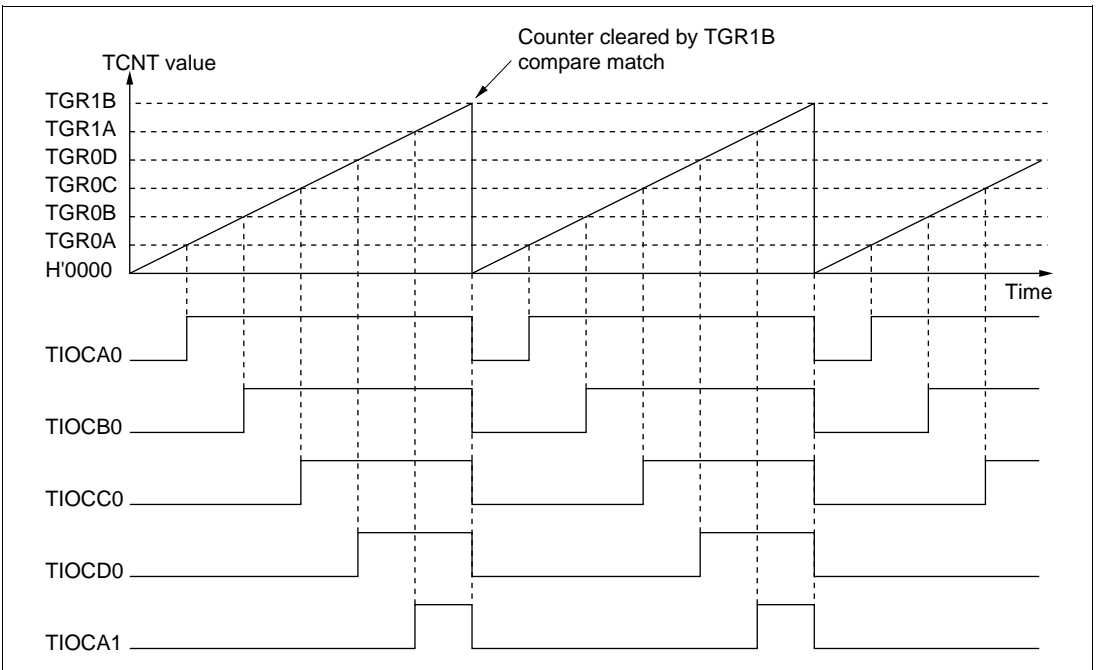 Counter cleared by TGR1B
compare match
TCNT value
TGR1B
TGR1A
TGR0D
TGR0C
TGR0B
TGR0A
H'0000
Time
TIOCA0
TIOCB0
TIOCC0
TIOCD0
TIOCA1